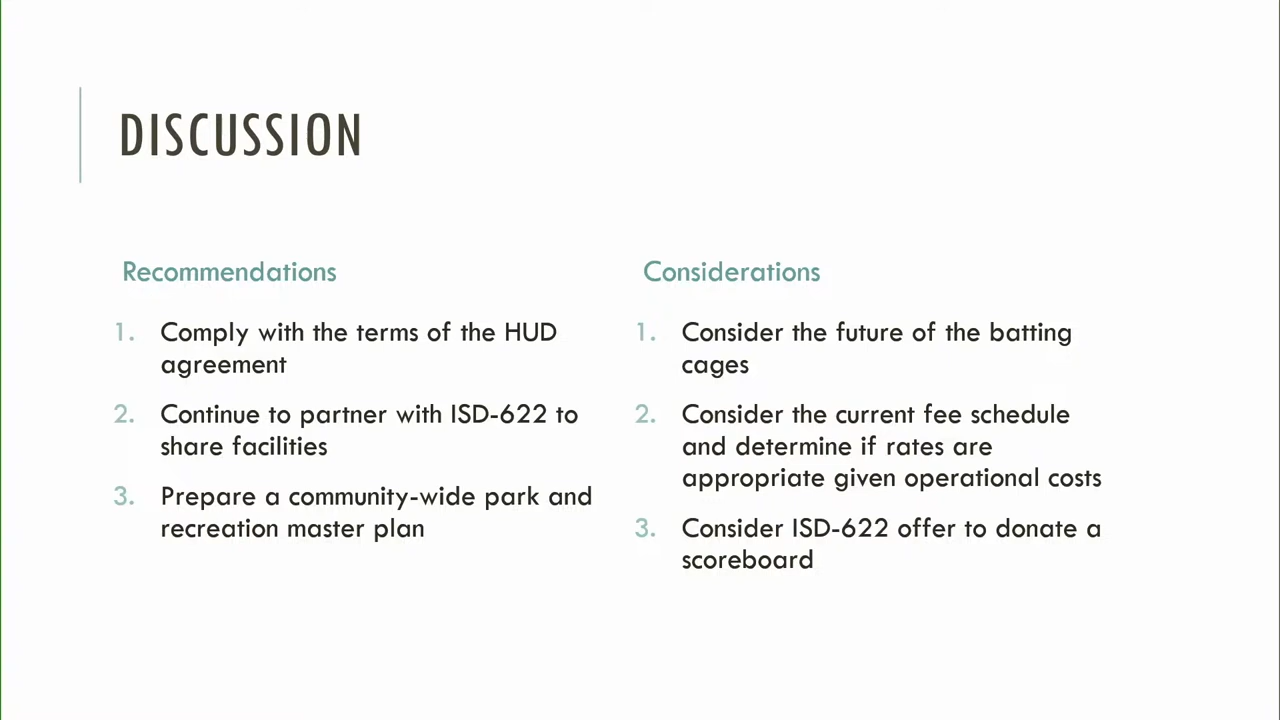 DISCUSSION
Recommendations
1. Comply with the terms of the HUD
agreement
2. Continue to partner with ISD-622 to
share facilities
3. Prepare a community-wide park and
recreation master plan
Considerations
1. Consider the future of the batting
cages
2. Consider the current fee schedule
and determine if rates are
appropriate given operational costs
3. Consider ISD-622 offer to donate a
scoreboard